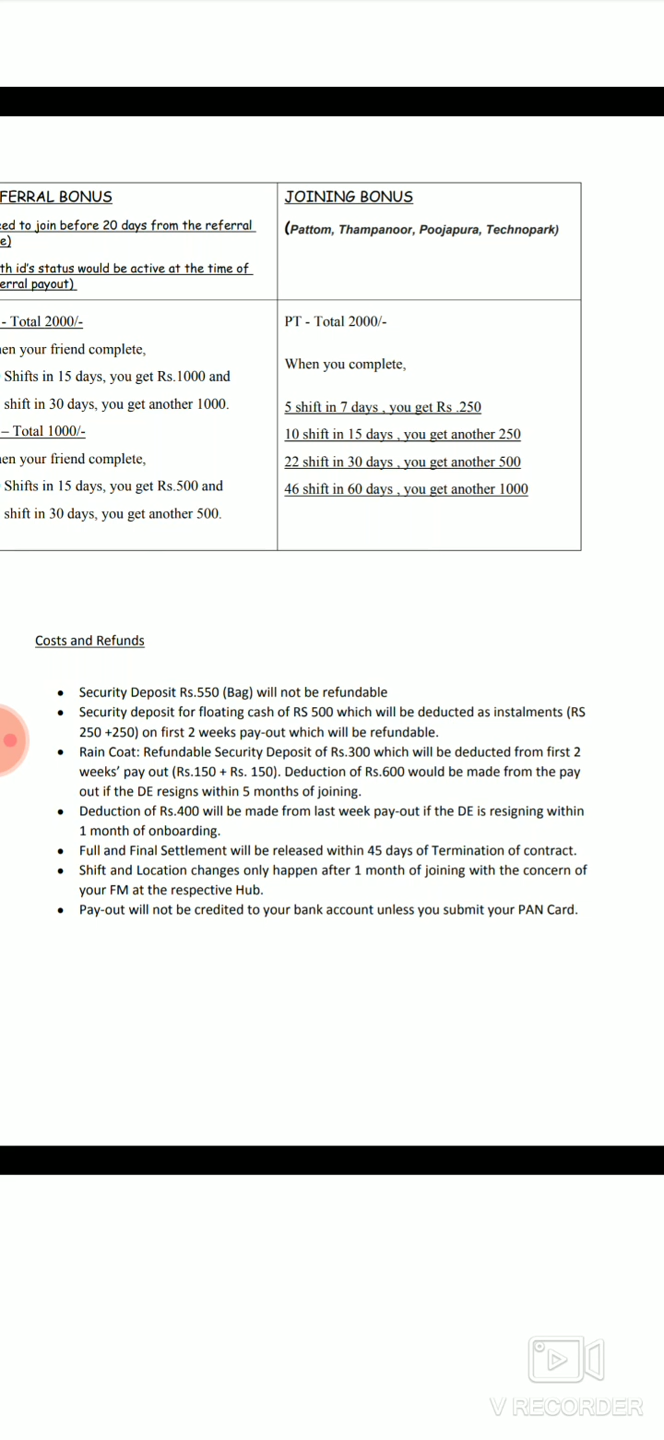 FERRAL BONUS
ed to join before 20 days from the referral
e)
th id's status would be active at the time of
erral payout)
JOINING BONUS
(Pattom, Thampanoor, Poojapura, Technopark)
- Total 2000/-
en your friend complete,
Shifts in 15 days, you get Rs.1000 and
shift in 30 days, you get another 1000.
– Total 1000/-
en your friend complete,
Shifts in 15 days, you get Rs.500 and
shift in 30 days, you get another 500.
PT - Total 2000/-
When you complete,
5 shift in 7 days , you get Rs .250
10 shift in 15 days , you get another 250
22 shift in 30 days , you get another 500
46 shift in 60 days , you get another 1000
Costs and Refunds
• Security Deposit Rs.550 (Bag) will not be refundable
• Security deposit for floating cash of RS 500 which will be deducted as instalments (RS
250 +250) on first 2 weeks pay-out which will be refundable.
• Rain Coat: Refundable Security Deposit of Rs.300 which will be deducted from first 2
weeks' pay out (Rs.150 + Rs. 150). Deduction of Rs.600 would be made from the pay
out if the DE resigns within 5 months of joining.
• Deduction of Rs.400 will be made from last week pay-out if the DE is resigning within
1 month of onboarding.
• Full and Final Settlement will be released within 45 days of Termination of contract.
• Shift and Location changes only happen after 1 month of joining with the concern of
your FM at the respective Hub.
• Pay-out will not be credited to your bank account unless you submit your PAN Card.
V RECORDER